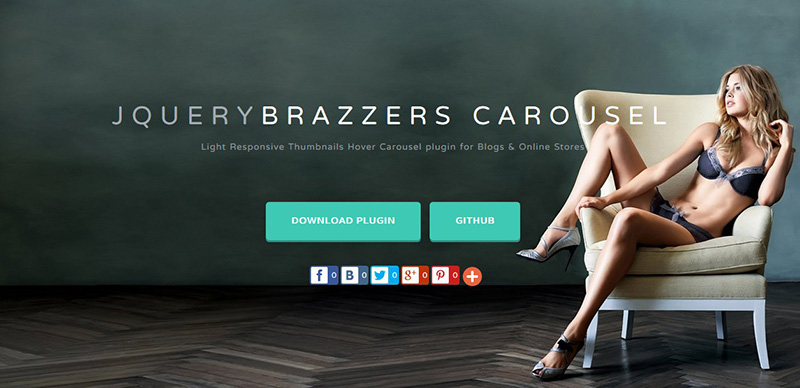 JQUERYBRAZZERS CAROUSEL
Light Responsive Thumbnails Hover Carousel plugin for Blogs & Online Stores
DOWNLOAD PLUGIN GITHUB
f 0 B 0 0 g+ 0 0 +